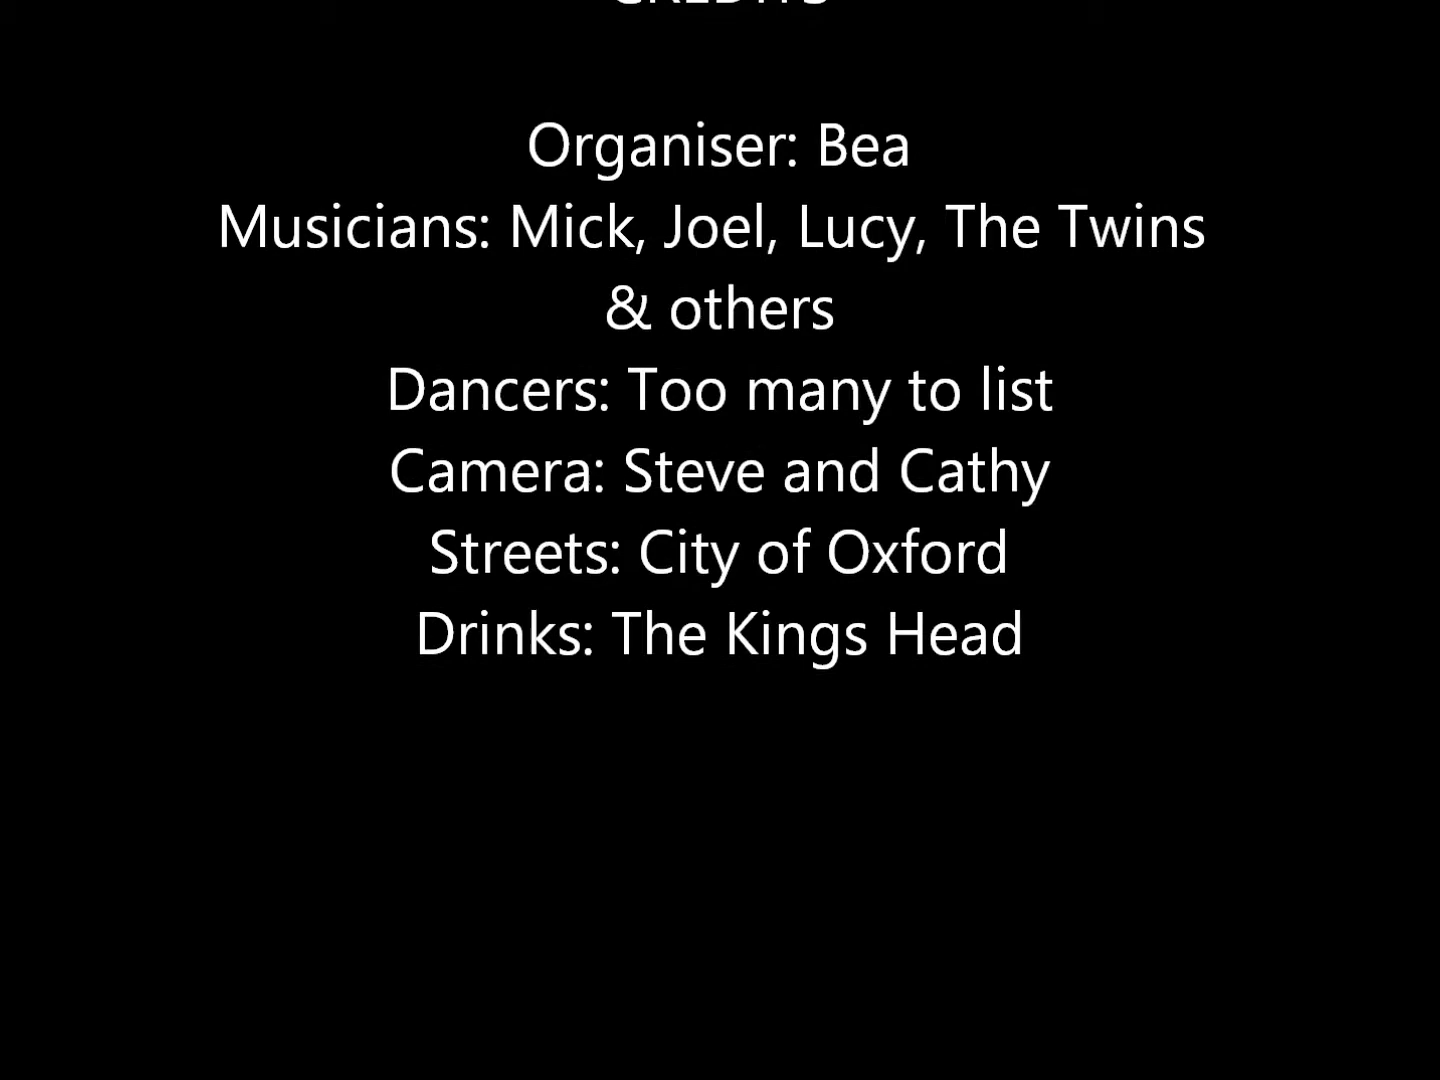 CREDITS
Organiser: Bea
Musicians: Mick, Joel, Lucy, The Twins
& others
Dancers: Too many to list
Camera: Steve and Cathy
Streets: City of Oxford
Drinks: The Kings Head